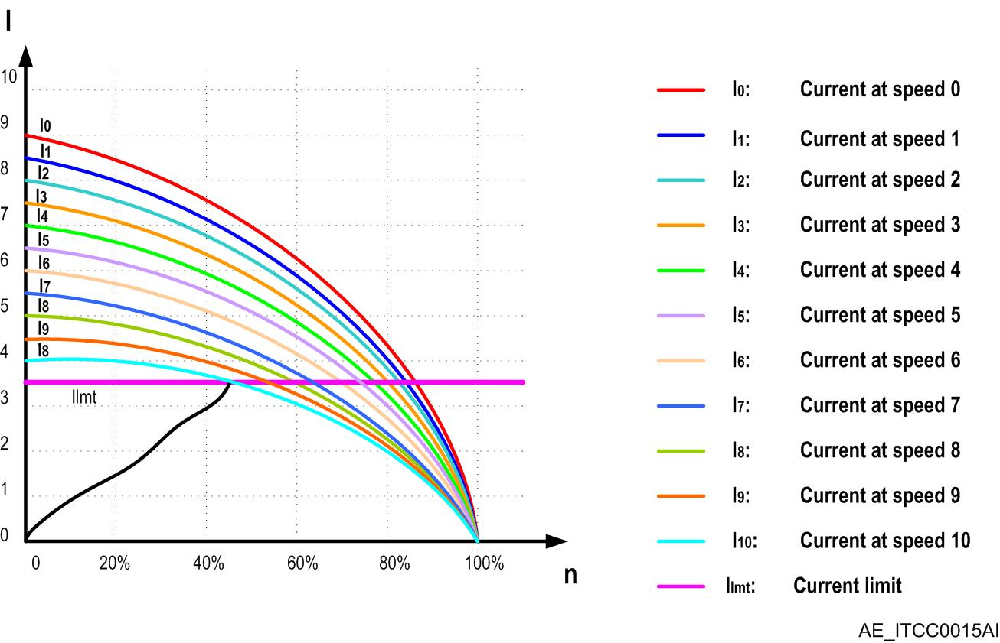 I
10
9
8
7
6
5
4
3
2
1
0
I0
I1
I2
I3
I4
I5
I6
I7
I8
I9
I8
Ilmt
0 20% 40% 60% 80% 100%
n
I0: Current at speed 0
I1: Current at speed 1
I2: Current at speed 2
I3: Current at speed 3
I4: Current at speed 4
I5: Current at speed 5
I6: Current at speed 6
I7: Current at speed 7
I8: Current at speed 8
I9: Current at speed 9
I10: Current at speed 10
Ilmt: Current limit
AE_ITCC0015AI